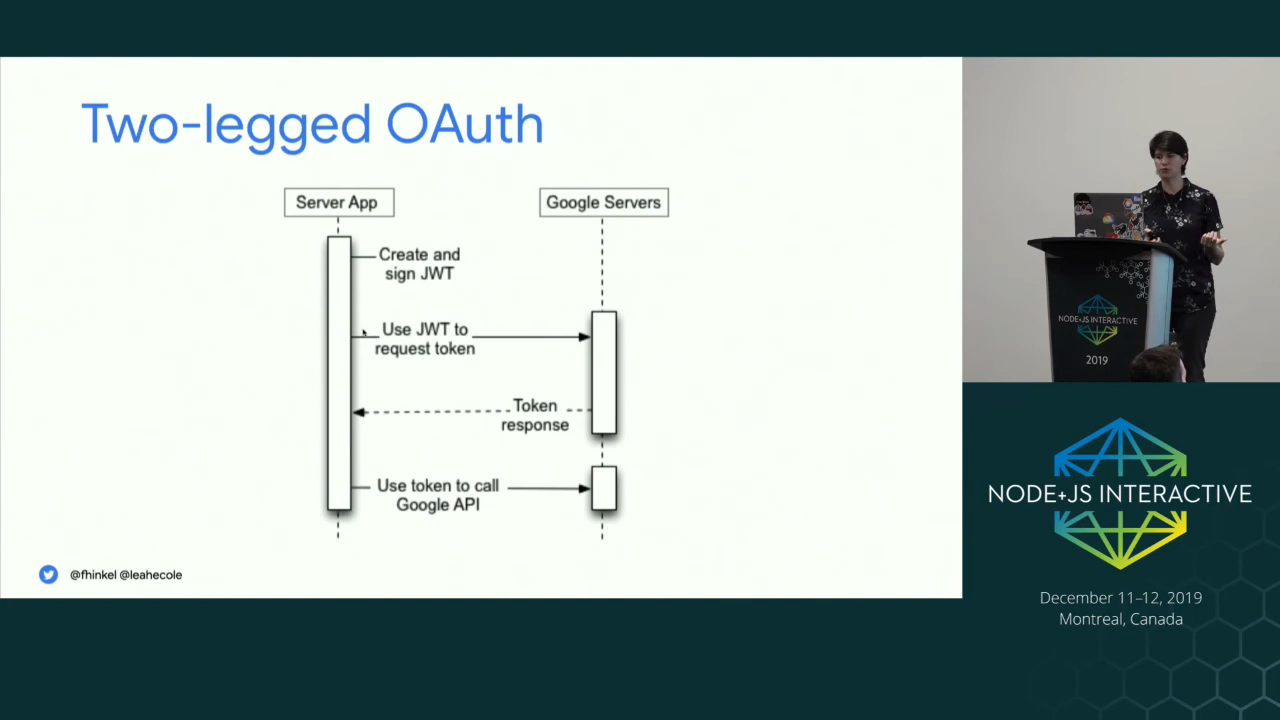 Two-legged OAuth
Server App
Google Servers
Create and
sign JWT
Use JWT to
request token
Token
response
Use token to call
Google API
@fhinkel @leahecole
NODE+JS INTERACTIVE
2019
NODE+JS INTERACTIVE
December 11–12, 2019
Montreal, Canada